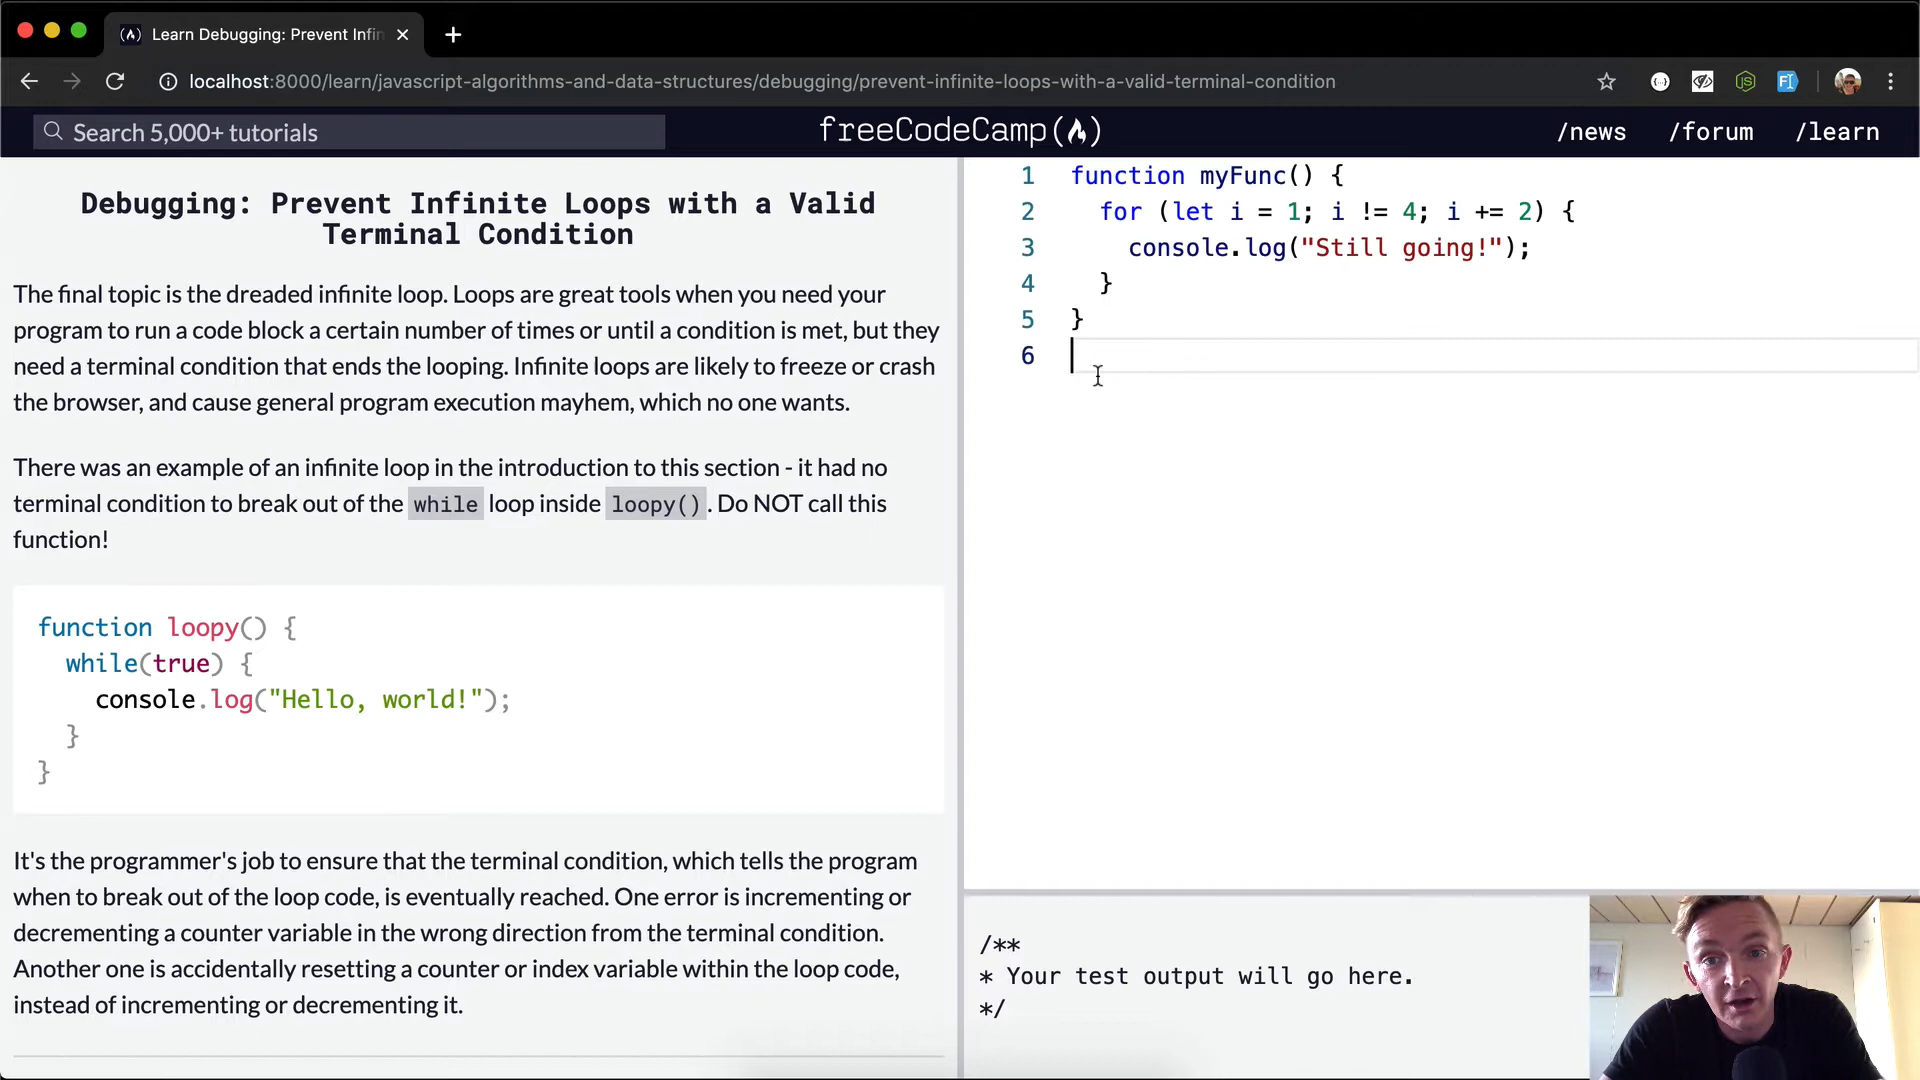 Learn Debugging: Prevent Infin
localhost:8000/learn/javascript-algorithms-and-data-structures/debugging/prevent-infinite-loops-with-a-valid-terminal-condition
Search 5,000+ tutorials
freeCodeCamp(🔥)
/news /forum /learn
Debugging: Prevent Infinite Loops with a Valid
Terminal Condition
The final topic is the dreaded infinite loop. Loops are great tools when you need your
program to run a code block a certain number of times or until a condition is met, but they
need a terminal condition that ends the looping. Infinite loops are likely to freeze or crash
the browser, and cause general program execution mayhem, which no one wants.
There was an example of an infinite loop in the introduction to this section - it had no
terminal condition to break out of the while loop inside loopy(). Do NOT call this
function!
function loopy() {
  while(true) {
    console.log("Hello, world!");
  }
}
It's the programmer's job to ensure that the terminal condition, which tells the program
when to break out of the loop code, is eventually reached. One error is incrementing or
decrementing a counter variable in the wrong direction from the terminal condition.
Another one is accidentally resetting a counter or index variable within the loop code,
instead of incrementing or decrementing it.
1 function myFunc() {
2   for (let i = 1; i != 4; i += 2) {
3     console.log("Still going!");
4   }
5 }
6
/**
* Your test output will go here.
*/